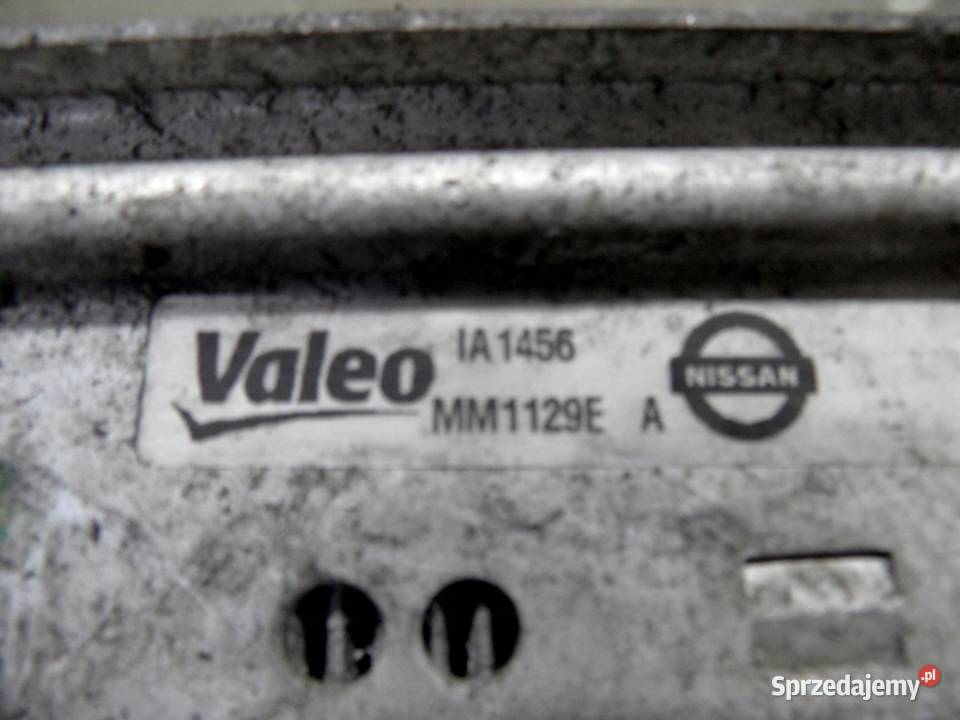 Valeo IA1456
MM1129E A
NISSAN
Sprzedajemy.pl